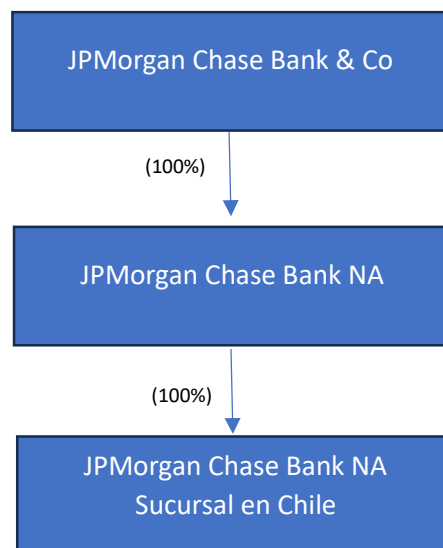 JPMorgan Chase Bank & Co
(100%)
JPMorgan Chase Bank NA
(100%)
JPMorgan Chase Bank NA
Sucursal en Chile